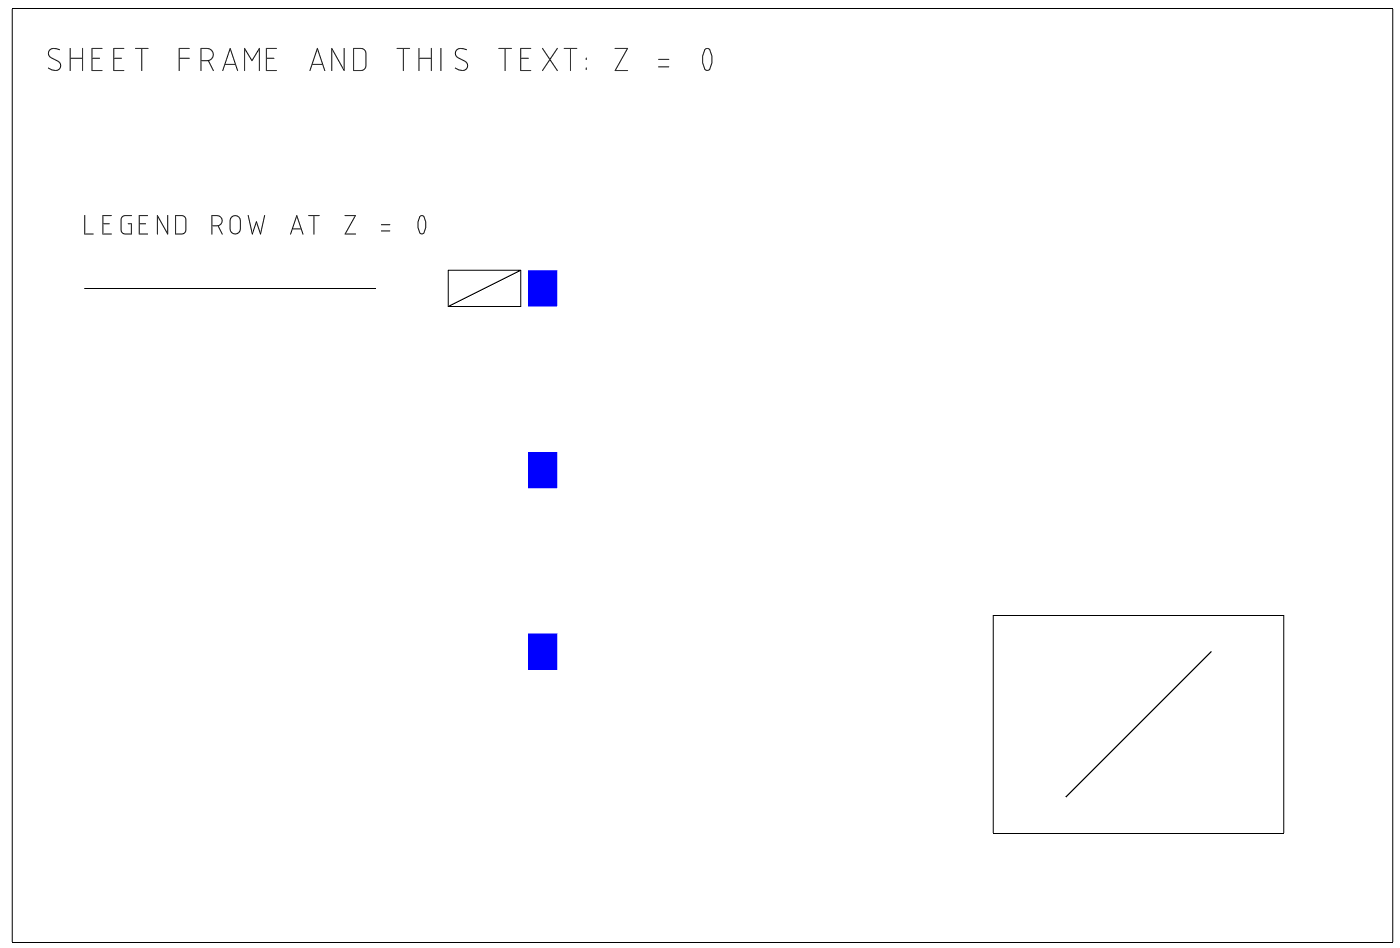 SHEET FRAME AND THIS TEXT: Z = 0
LEGEND ROW AT Z = 0